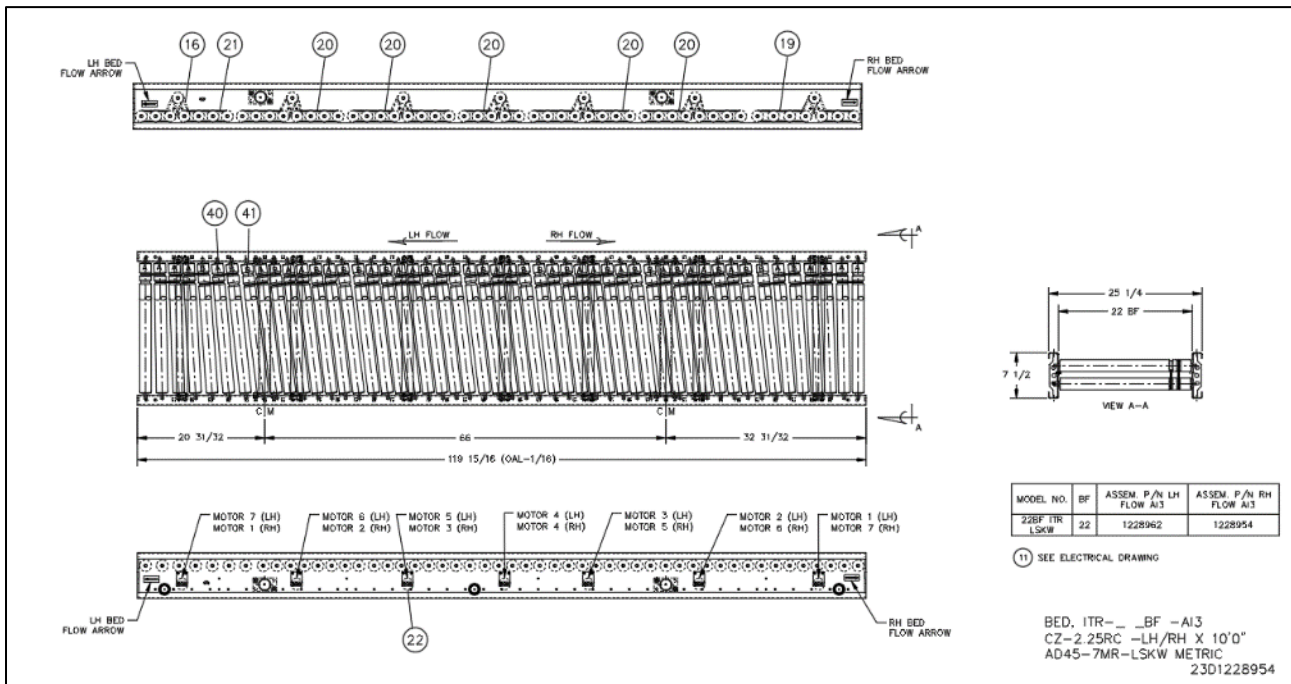 16 21 20 20 20 20 20 19
LH BED
FLOW ARROW
RH BED
FLOW ARROW
40 41
LH FLOW
RH FLOW
A
A
C M
C M
20 31/32
66
32 31/32
119 15/16 (OAL-1/16)
25 1/4
22 BF
7 1/2
VIEW A-A
MOTOR 7 (LH)
MOTOR 1 (RH)
MOTOR 6 (LH)
MOTOR 2 (RH)
MOTOR 5 (LH)
MOTOR 3 (RH)
MOTOR 4 (LH)
MOTOR 4 (RH)
MOTOR 3 (LH)
MOTOR 5 (RH)
MOTOR 2 (LH)
MOTOR 6 (RH)
MOTOR 1 (LH)
MOTOR 7 (RH)
LH BED
FLOW ARROW
22
RH BED
FLOW ARROW
MODEL NO. BF ASSEM. P/N LH FLOW AI3 ASSEM. P/N RH FLOW AI3
22BF ITR LSKW 22 1228962 1228954
11 SEE ELECTRICAL DRAWING
BED, ITR-_ _BF -AI3
CZ-2.25RC -LH/RH X 10'0"
AD45-7MR-LSKW METRIC
23D1228954